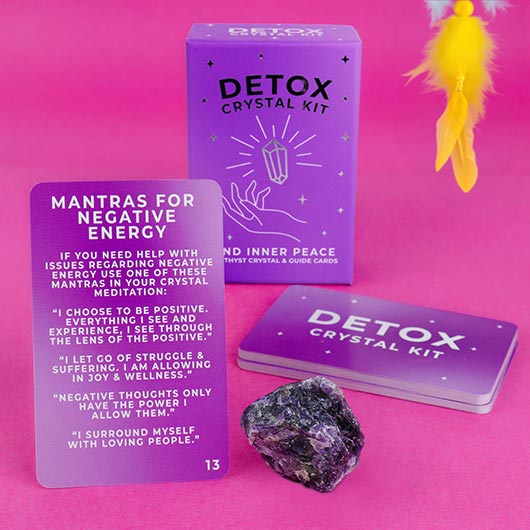 DETOX
CRYSTAL KIT
ND INNER PEACE
THYST CRYSTAL & GUIDE CARDS
MANTRAS FOR
NEGATIVE
ENERGY
IF YOU NEED HELP WITH
ISSUES REGARDING NEGATIVE
ENERGY USE ONE OF THESE
MANTRAS IN YOUR CRYSTAL
MEDITATION:
“I CHOOSE TO BE POSITIVE.
EVERYTHING I SEE AND
EXPERIENCE, I SEE THROUGH
THE LENS OF THE POSITIVE.”
“I LET GO OF STRUGGLE &
SUFFERING. I AM ALLOWING
IN JOY & WELLNESS.”
“NEGATIVE THOUGHTS ONLY
HAVE THE POWER I
ALLOW THEM.”
“I SURROUND MYSELF
WITH LOVING PEOPLE.”
13
DETOX
CRYSTAL KIT